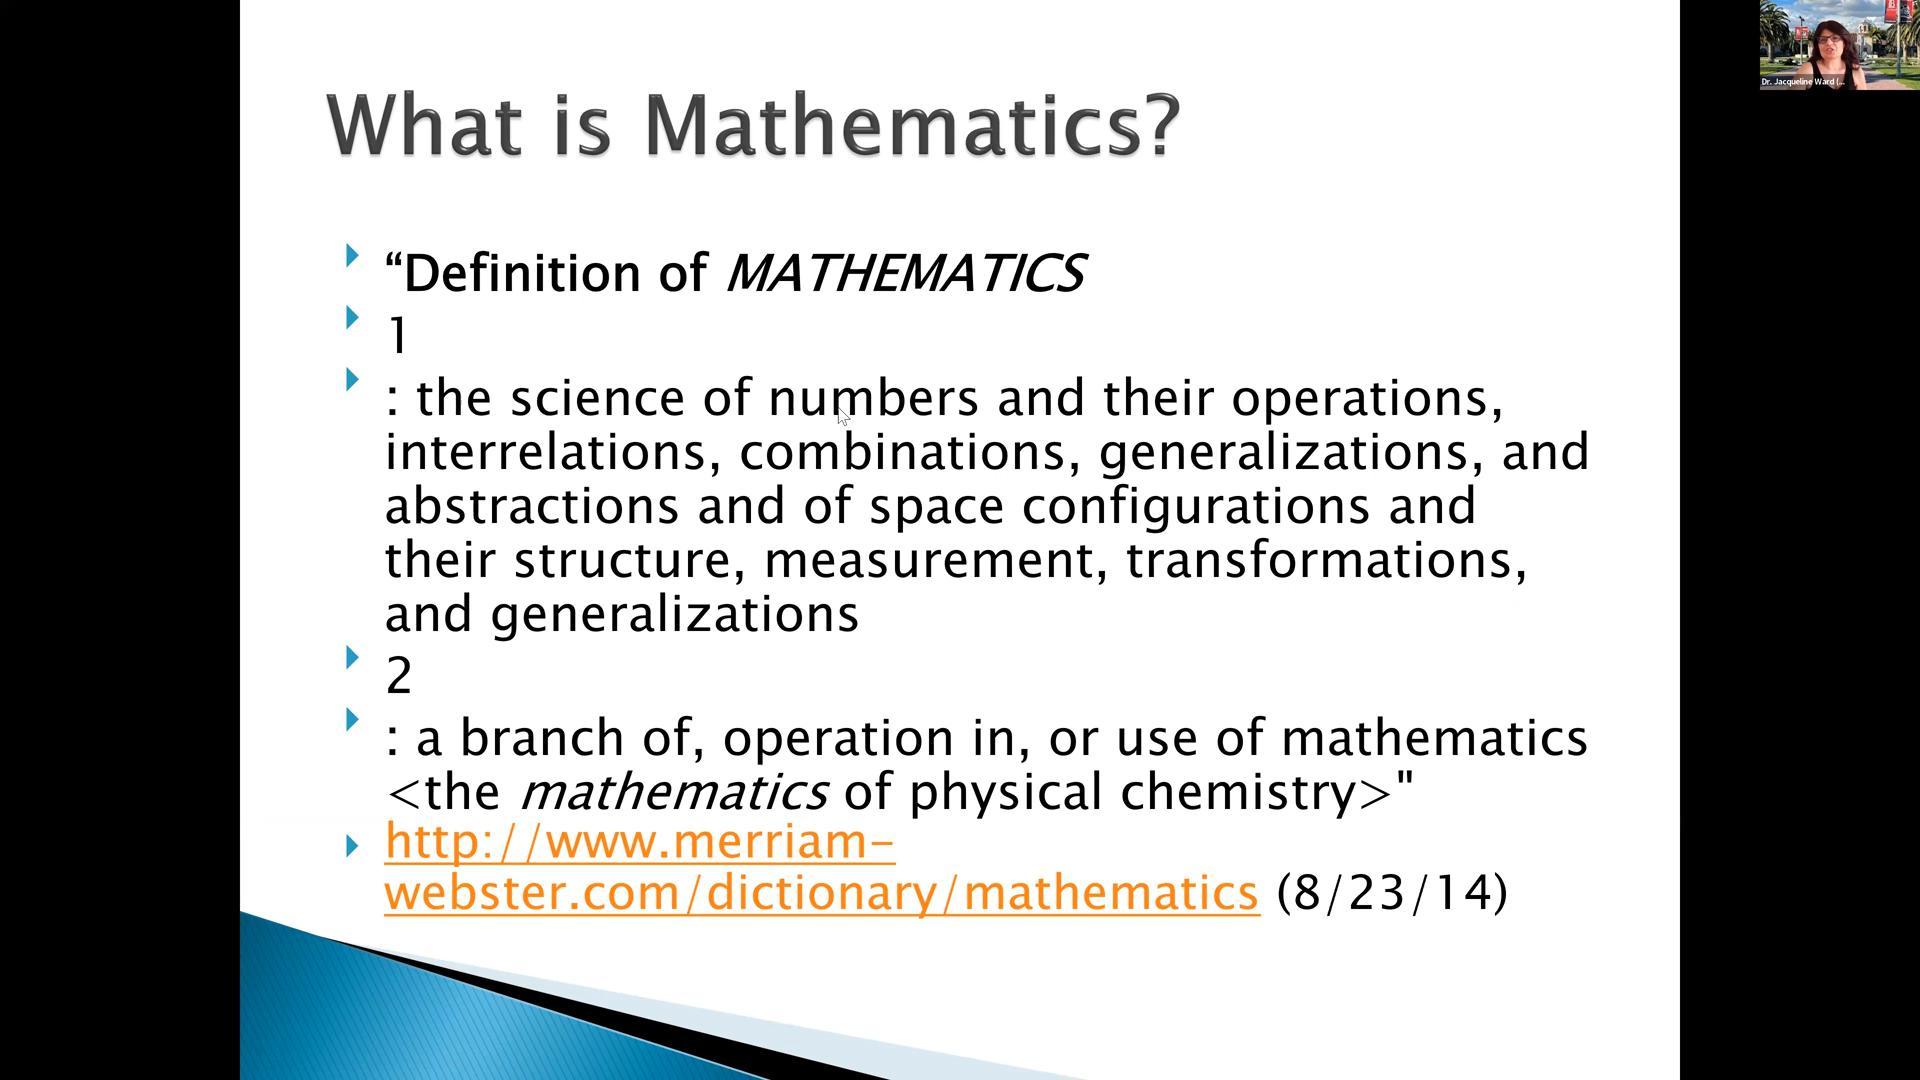 What is Mathematics?
“Definition of MATHEMATICS
1
: the science of numbers and their operations,
interrelations, combinations, generalizations, and
abstractions and of space configurations and
their structure, measurement, transformations,
and generalizations
2
: a branch of, operation in, or use of mathematics
<the mathematics of physical chemistry>"
http://www.merriam-
webster.com/dictionary/mathematics (8/23/14)
Dr. Jacqueline Ward (...